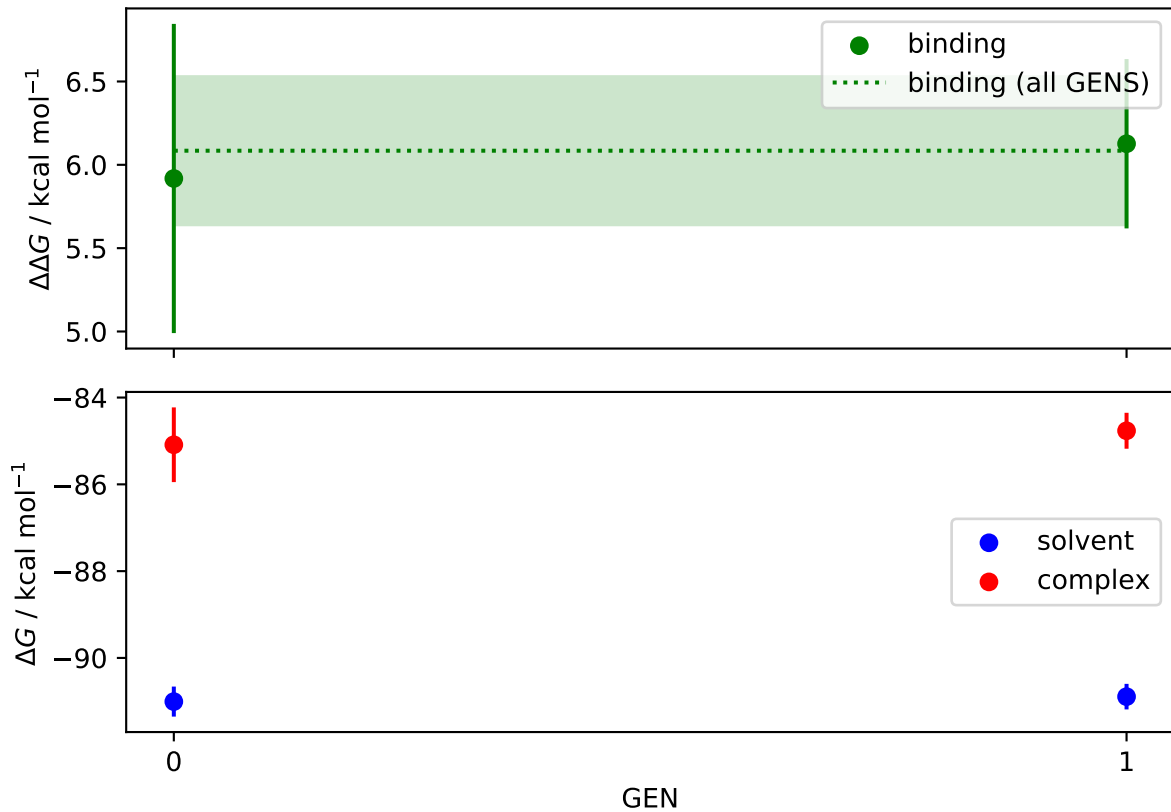 binding
binding (all GENS)
6.5
6.0
5.5
5.0
ΔΔG / kcal mol⁻¹
−84
−86
−88
−90
ΔG / kcal mol⁻¹
solvent
complex
0 1
GEN